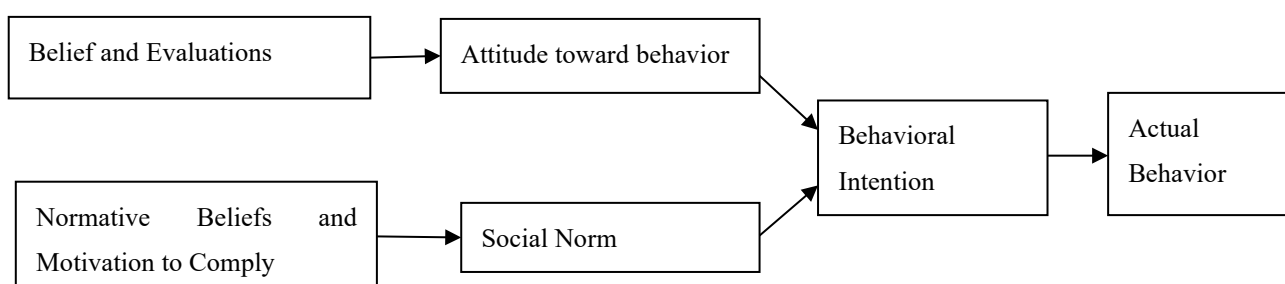 Belief and Evaluations
Attitude toward behavior
Behavioral
Intention
Actual
Behavior
Normative Beliefs and
Motivation to Comply
Social Norm